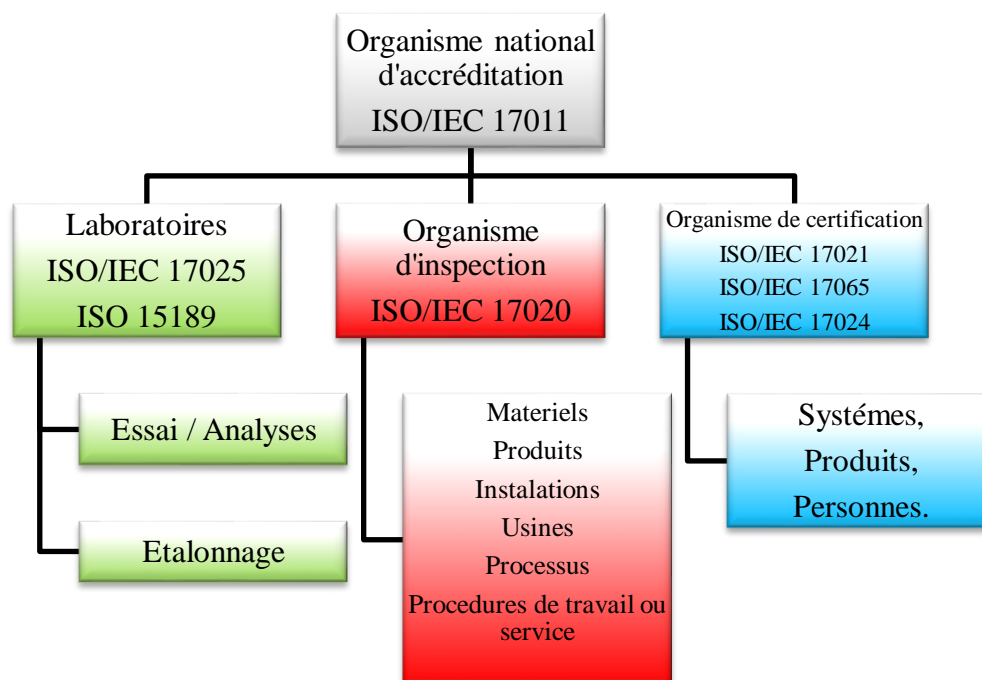 Organisme national
d'accréditation
ISO/IEC 17011
Laboratoires
ISO/IEC 17025
ISO 15189
Organisme
d'inspection
ISO/IEC 17020
Organisme de certification
ISO/IEC 17021
ISO/IEC 17065
ISO/IEC 17024
Essai / Analyses
Etalonnage
Materiels
Produits
Instalations
Usines
Processus
Procedures de travail ou
service
Systémes,
Produits,
Personnes.